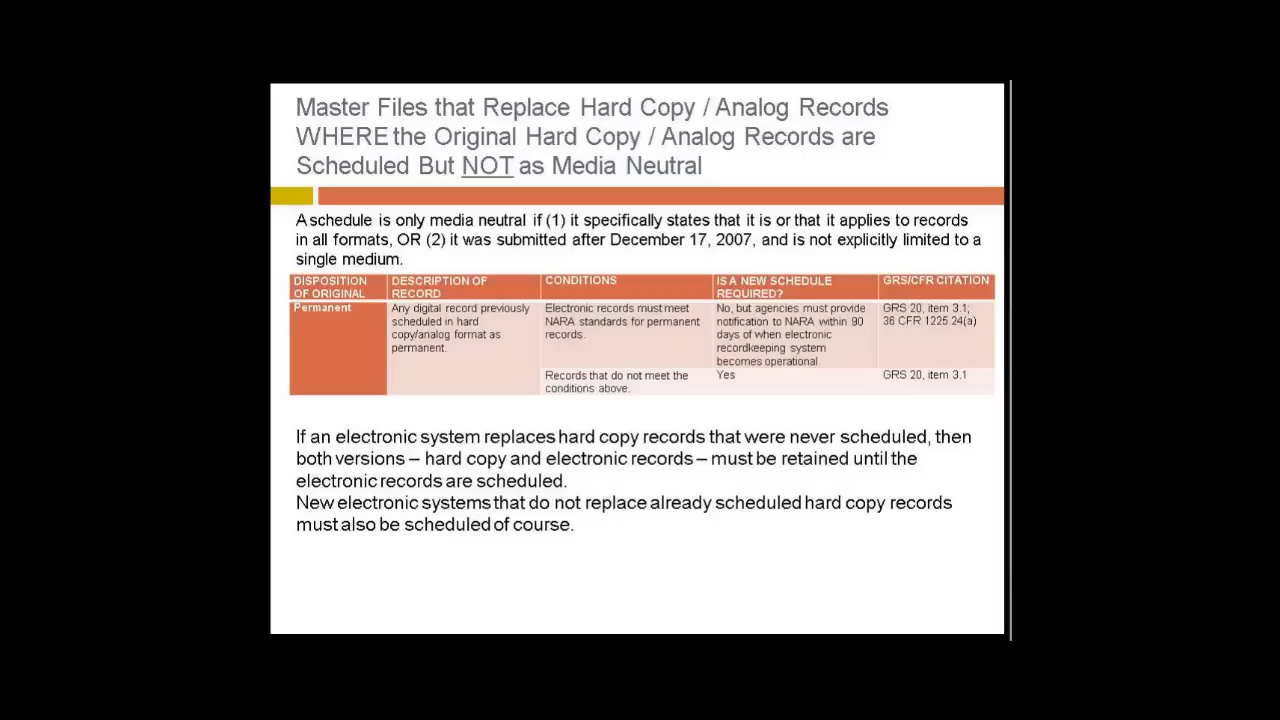 Master Files that Replace Hard Copy / Analog Records
WHERE the Original Hard Copy / Analog Records are
Scheduled But NOT as Media Neutral
A schedule is only media neutral if (1) it specifically states that it is or that it applies to records
in all formats, OR (2) it was submitted after December 17, 2007, and is not explicitly limited to a
single medium.
DISPOSITION OF ORIGINAL
DESCRIPTION OF RECORD
CONDITIONS
IS A NEW SCHEDULE REQUIRED?
GRS/CFR CITATION
Permanent
Any digital record previously
scheduled in hard
copy/analog format as
permanent.
Electronic records must meet
NARA standards for permanent
records.
No, but agencies must provide
notification to NARA within 90
days of when electronic
recordkeeping system
becomes operational.
GRS 20, item 3.1;
36 CFR 1225.24(a)
Records that do not meet the
conditions above.
Yes
GRS 20, item 3.1
If an electronic system replaces hard copy records that were never scheduled, then
both versions – hard copy and electronic records – must be retained until the
electronic records are scheduled.
New electronic systems that do not replace already scheduled hard copy records
must also be scheduled of course.